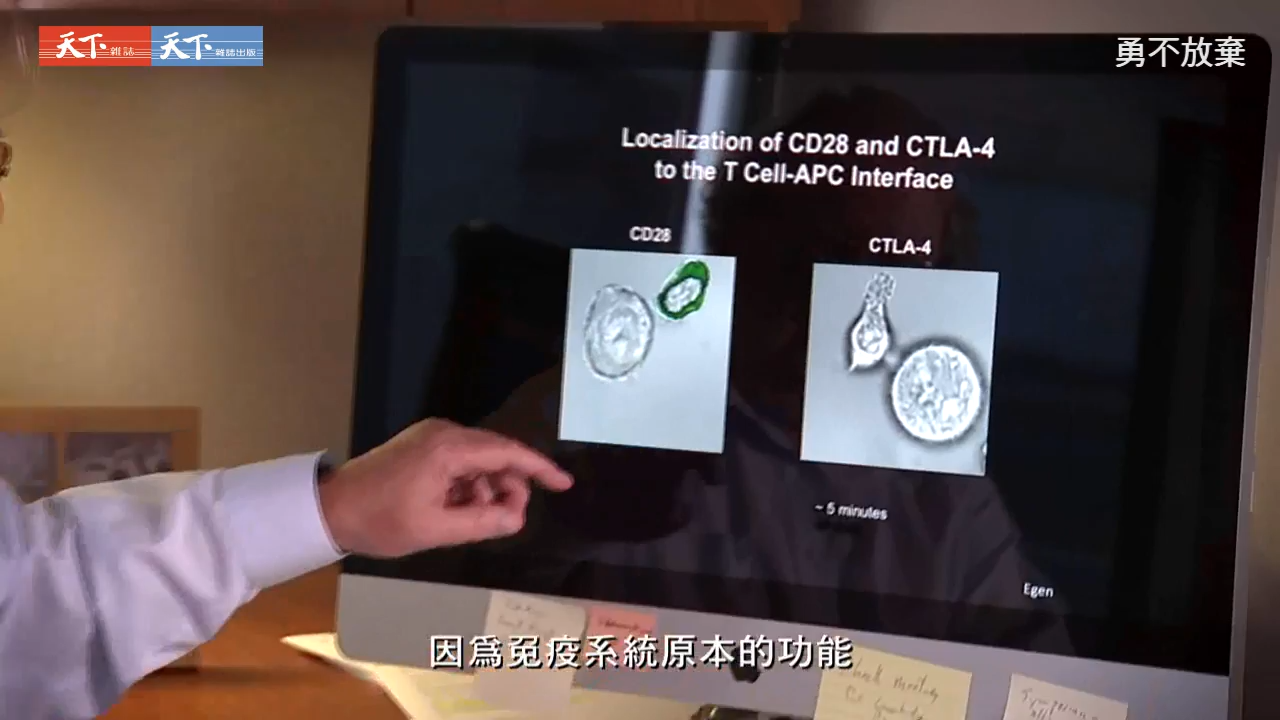 天下雜誌
天下雜誌出版
勇不放棄
Localization of CD28 and CTLA-4
to the T Cell-APC Interface
CD28
CTLA-4
~ 5 minutes
Egen
因為免疫系統原本的功能